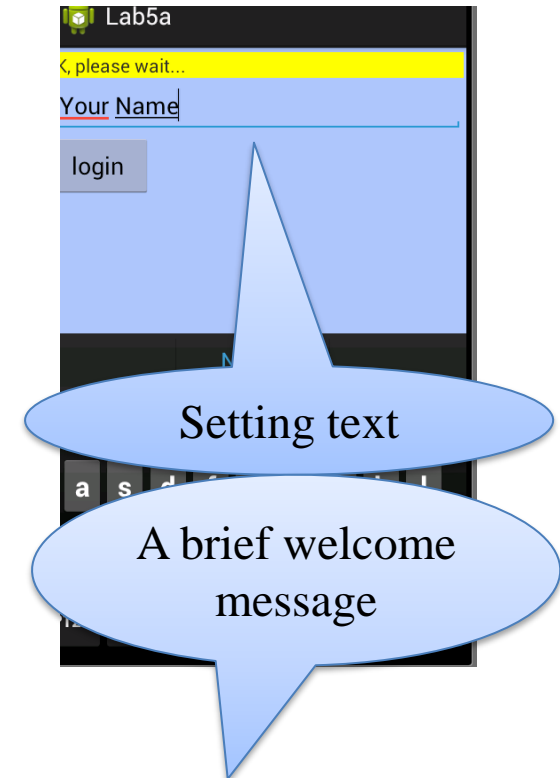 Lab5a
K, please wait...
Your Name
login
Setting text
a s
A brief welcome
message